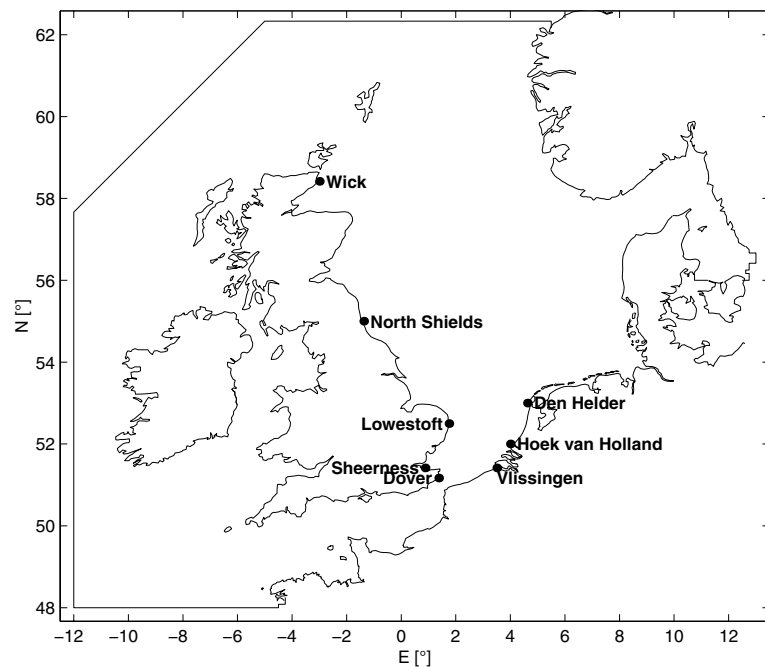 62
60
58
56
54
52
50
48
N [°]
Wick
North Shields
Den Helder
Lowestoft
Hoek van Holland
Sheerness
Dover
Vlissingen
−12 −10 −8 −6 −4 −2 0 2 4 6 8 10 12
E [°]